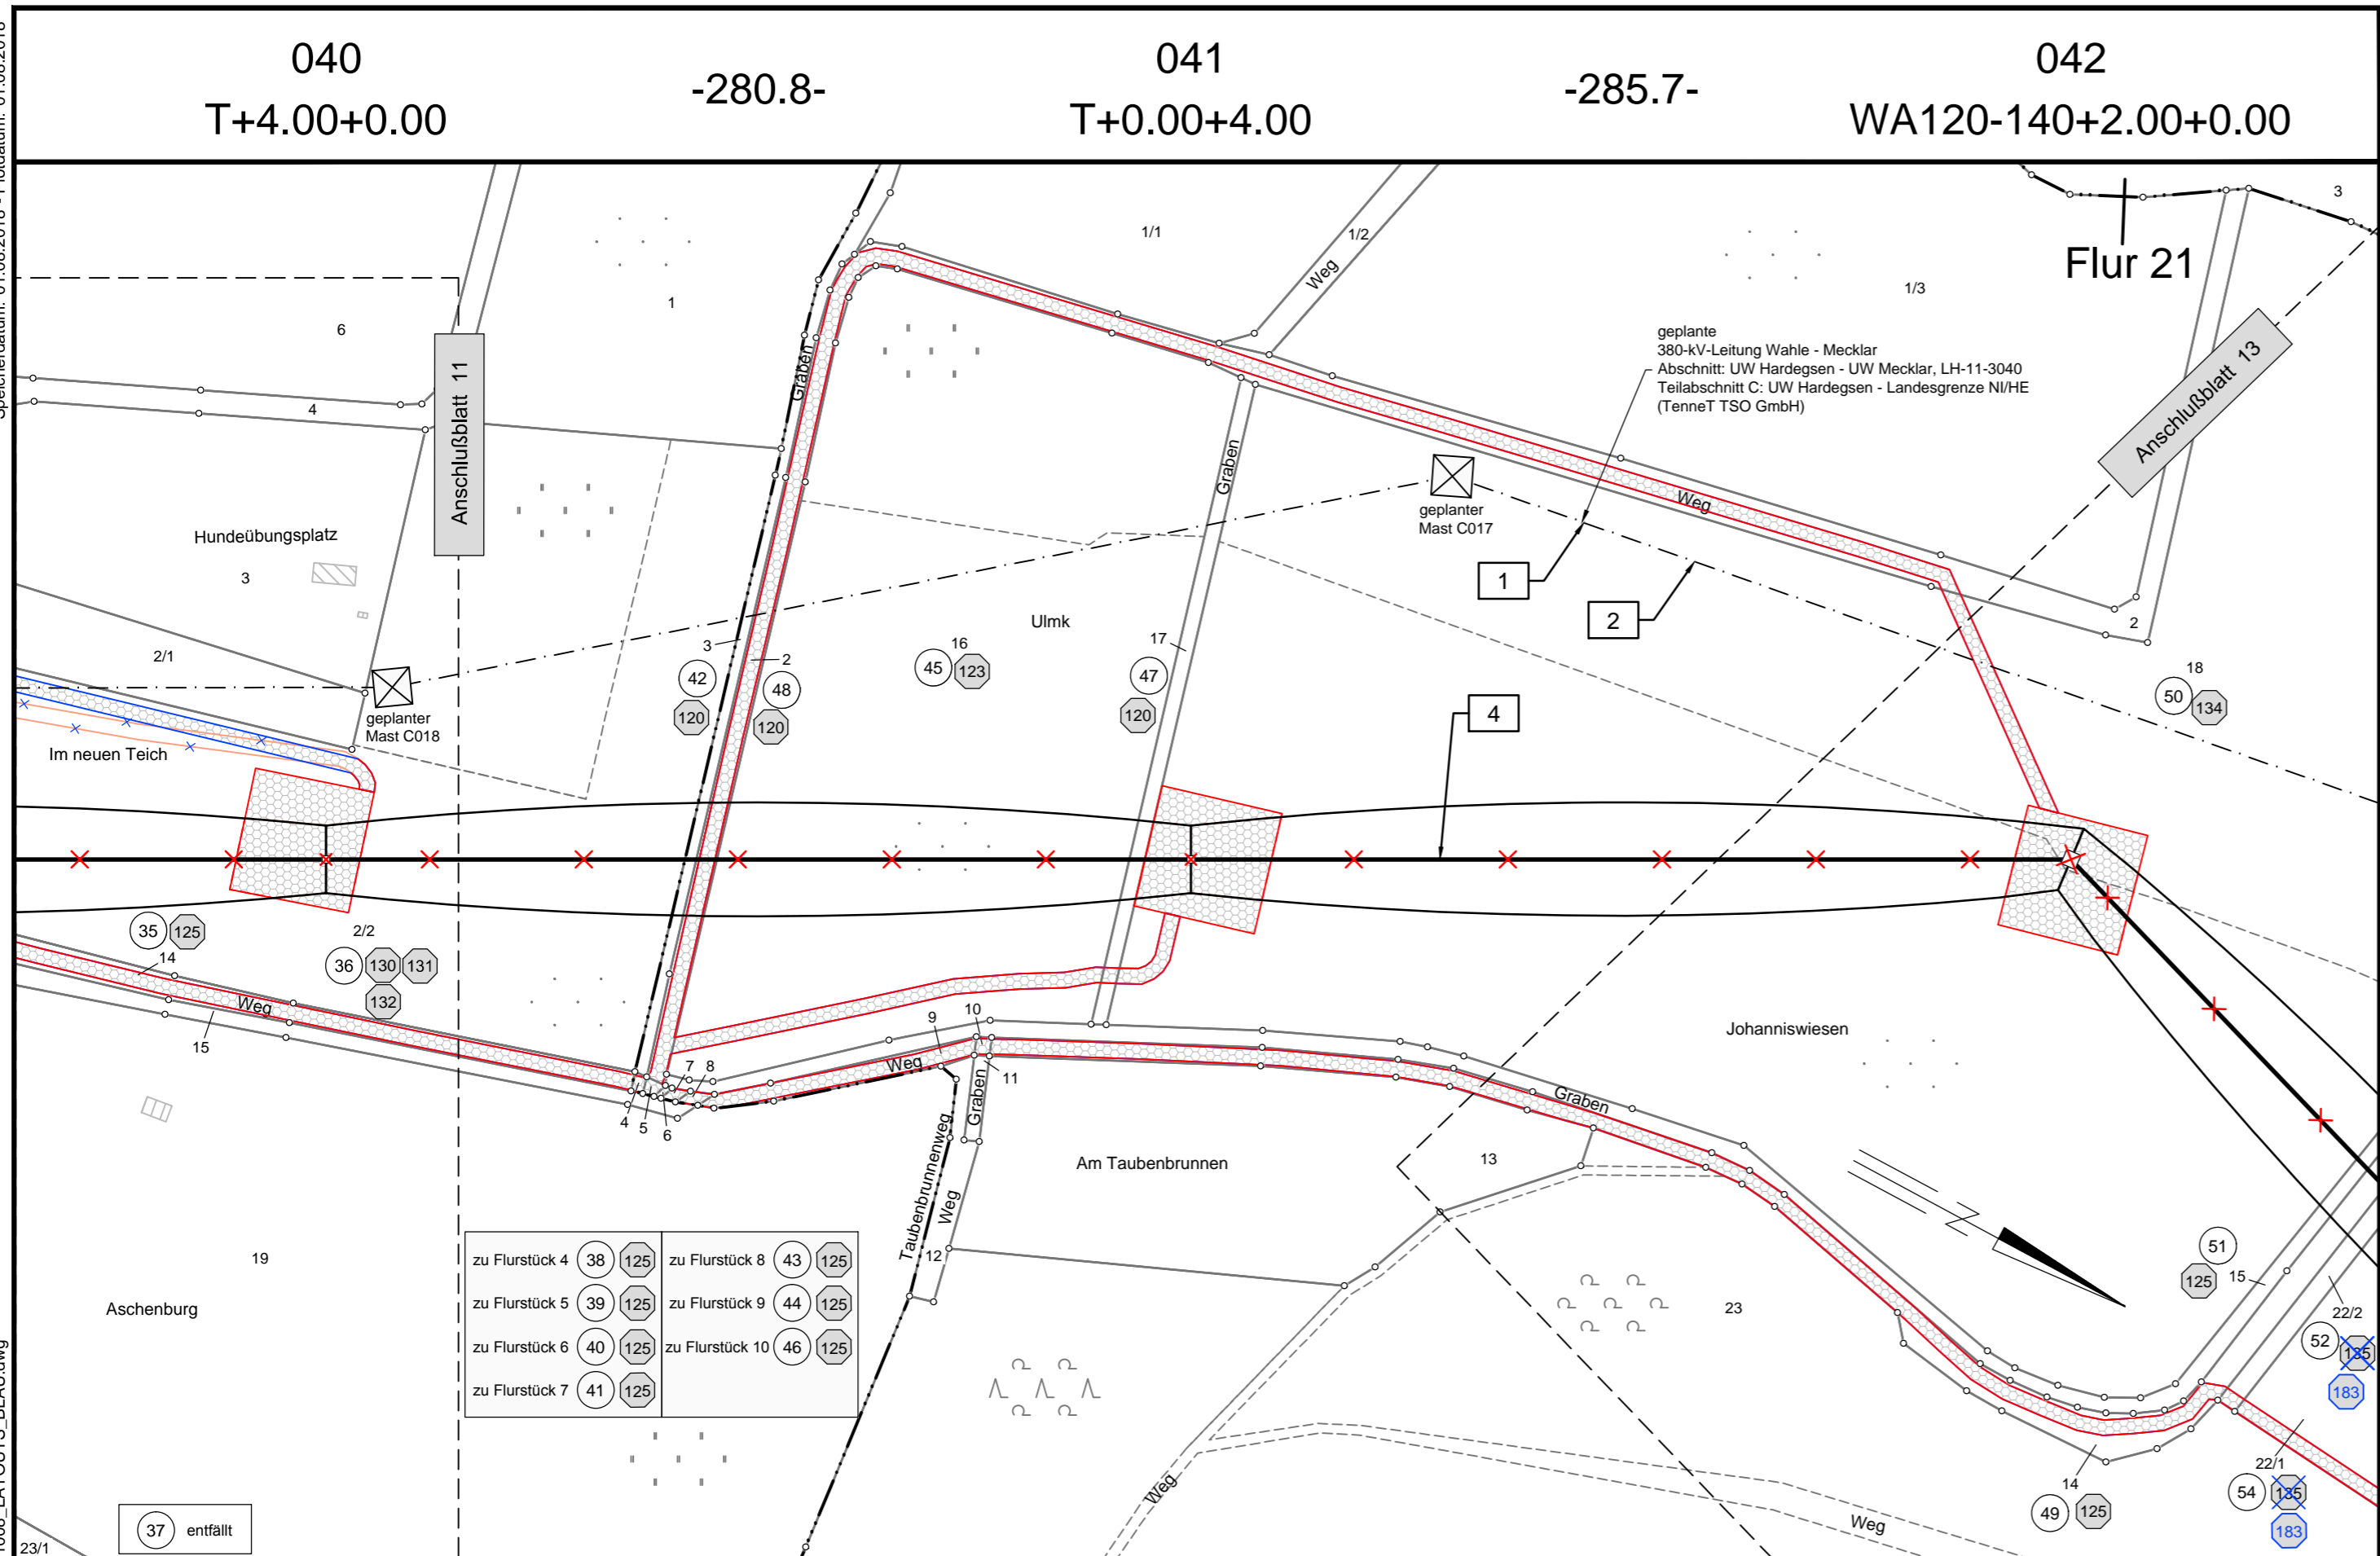 040
T+4.00+0.00
-280.8-
041
T+0.00+4.00
-285.7-
042
WA120-140+2.00+0.00
1/1
1/2
Weg
3
Flur 21
1
1/3
6
geplante
380-kV-Leitung Wahle - Mecklar
Abschnitt: UW Hardegsen - UW Mecklar, LH-11-3040
Teilabschnitt C: UW Hardegsen - Landesgrenze NI/HE
(TenneT TSO GmbH)
Graben
4
Anschlußblatt 11
Anschlußblatt 13
Graben
Weg
geplanter
Mast C017
Hundeübungsplatz
3
1
2
Ulmk
2
2/1
3
2
16
17
18
42
48
45
123
47
50
134
120
120
120
4
geplanter
Mast C018
Im neuen Teich
35
125
2/2
14
36
130
131
132
Weg
15
Johanniswiesen
9
10
7
8
Weg
11
Graben
Graben
4
5
6
Taubenbrunnenweg
Am Taubenbrunnen
13
Weg
12
19
Aschenburg
zu Flurstück 4 38 125
zu Flurstück 8 43 125
zu Flurstück 5 39 125
zu Flurstück 9 44 125
zu Flurstück 6 40 125
zu Flurstück 10 46 125
zu Flurstück 7 41 125
23
51
125
15
22/2
52
135
183
22/1
54
135
183
14
49
125
Weg
Weg
37 entfällt
23/1